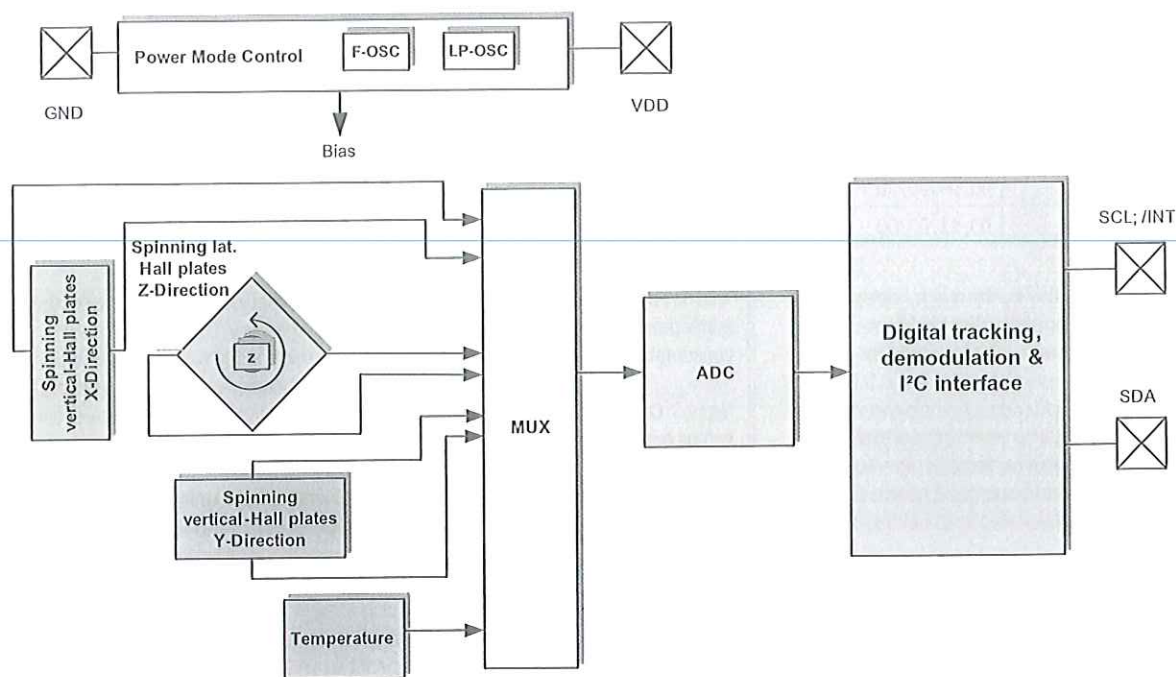 Power Mode Control
F-OSC
LP-OSC
GND
VDD
Bias
SCL; /INT
Spinning lat.
Hall plates
Z-Direction
Spinning
vertical-Hall plates
X-Direction
z
MUX
ADC
Digital tracking,
demodulation &
I²C interface
SDA
Spinning
vertical-Hall plates
Y-Direction
Temperature